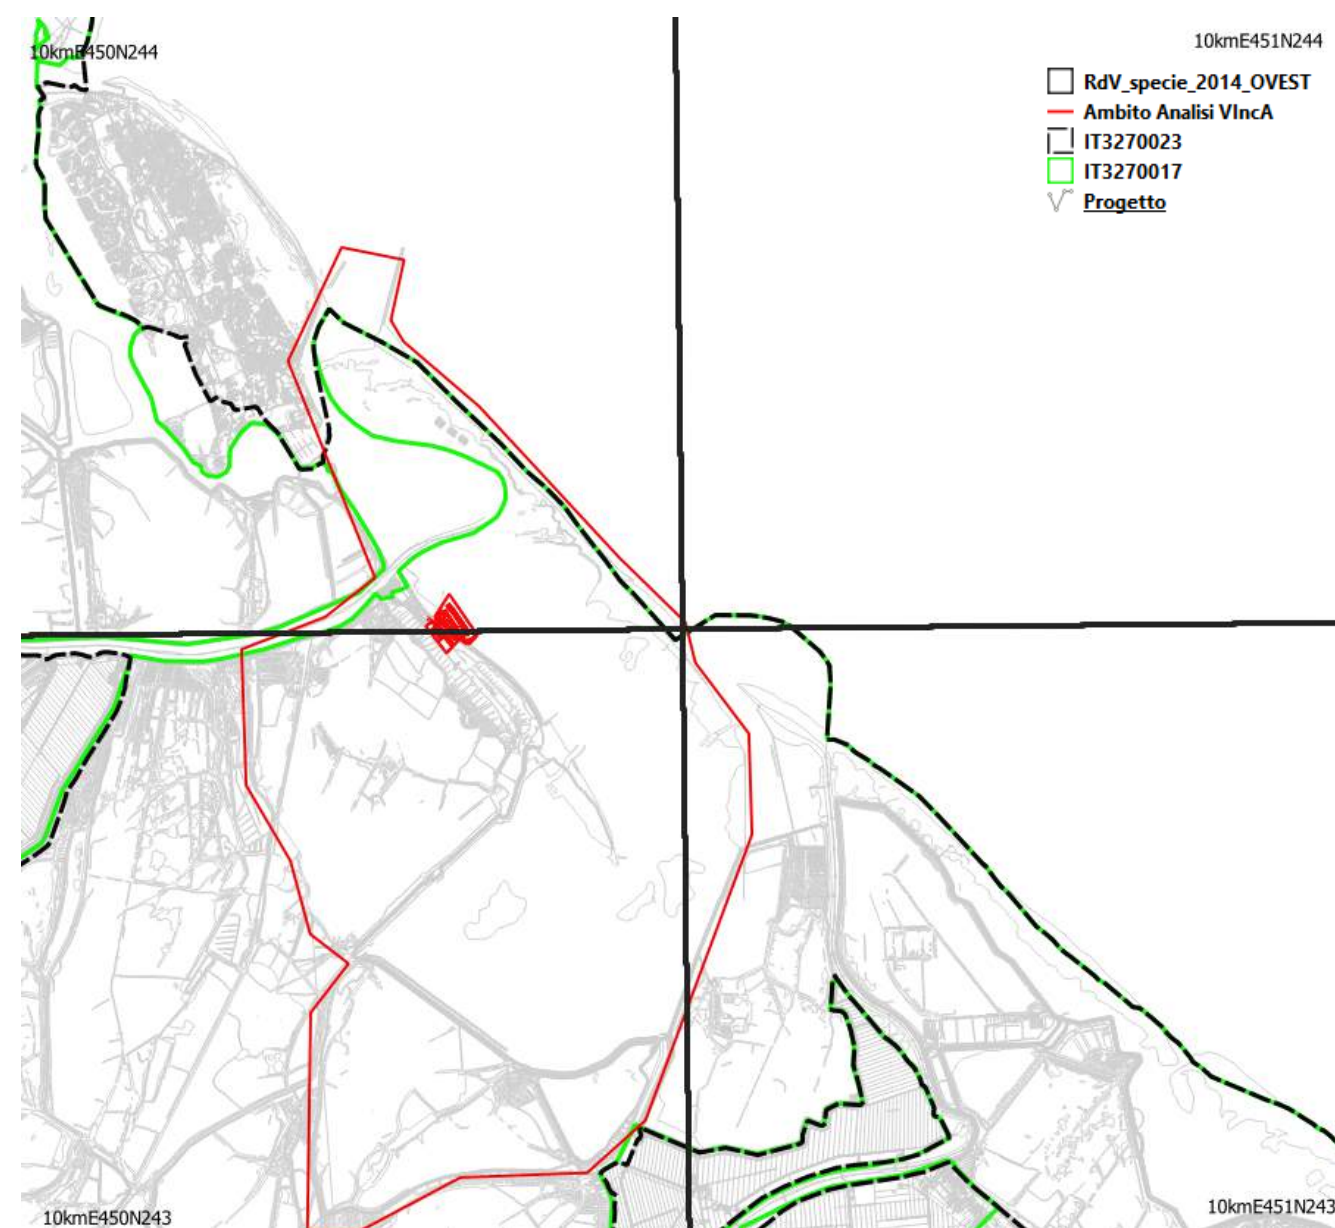 10kmE450N244
10kmE451N244
RdV_specie_2014_OVEST
Ambito Analisi VIncA
IT3270023
IT3270017
Progetto
10kmE450N243
10kmE451N243